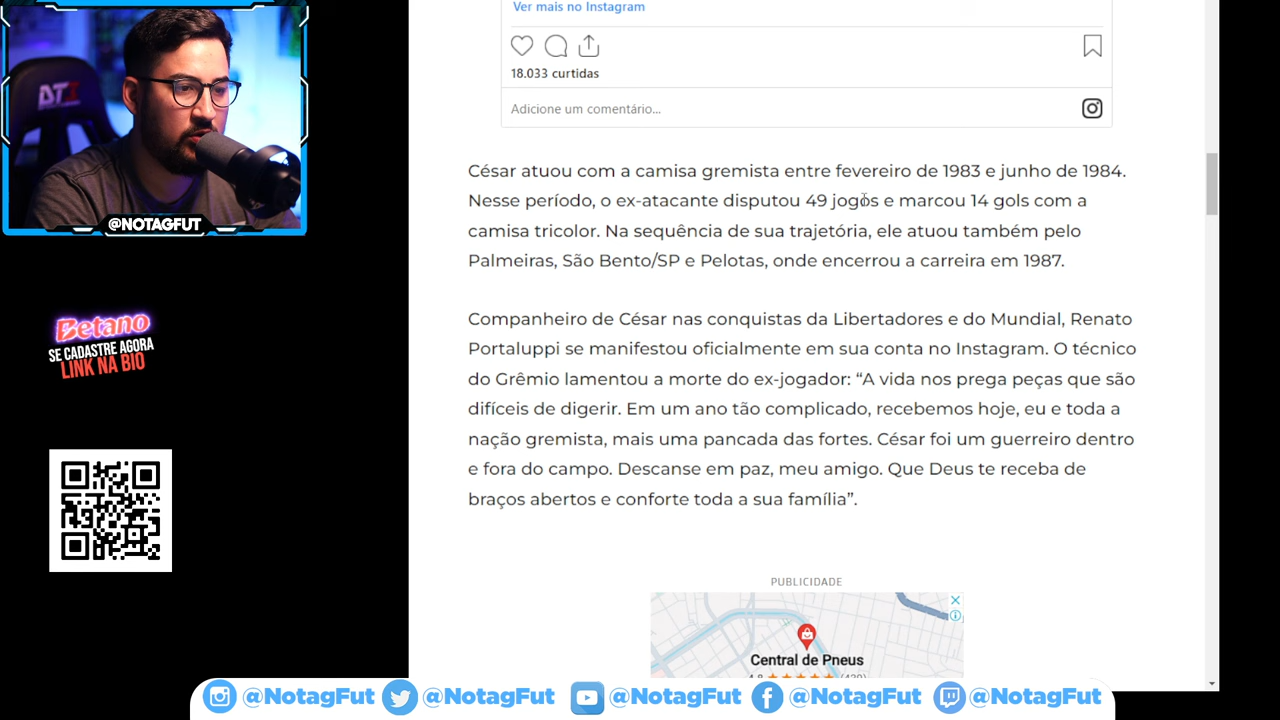 DT3
@NOTAGFUT
Betano
SE CADASTRE AGORA
LINK NA BIO
Ver mais no Instagram
18.033 curtidas
Adicione um comentário...
César atuou com a camisa gremista entre fevereiro de 1983 e junho de 1984.
Nesse período, o ex-atacante disputou 49 jogos e marcou 14 gols com a
camisa tricolor. Na sequência de sua trajetória, ele atuou também pelo
Palmeiras, São Bento/SP e Pelotas, onde encerrou a carreira em 1987.
Companheiro de César nas conquistas da Libertadores e do Mundial, Renato
Portaluppi se manifestou oficialmente em sua conta no Instagram. O técnico
do Grêmio lamentou a morte do ex-jogador: “A vida nos prega peças que são
difíceis de digerir. Em um ano tão complicado, recebemos hoje, eu e toda a
nação gremista, mais uma pancada das fortes. César foi um guerreiro dentro
e fora do campo. Descanse em paz, meu amigo. Que Deus te receba de
braços abertos e conforte toda a sua família”.
PUBLICIDADE
Central de Pneus
@NotagFut @NotagFut @NotagFut @NotagFut @NotagFut